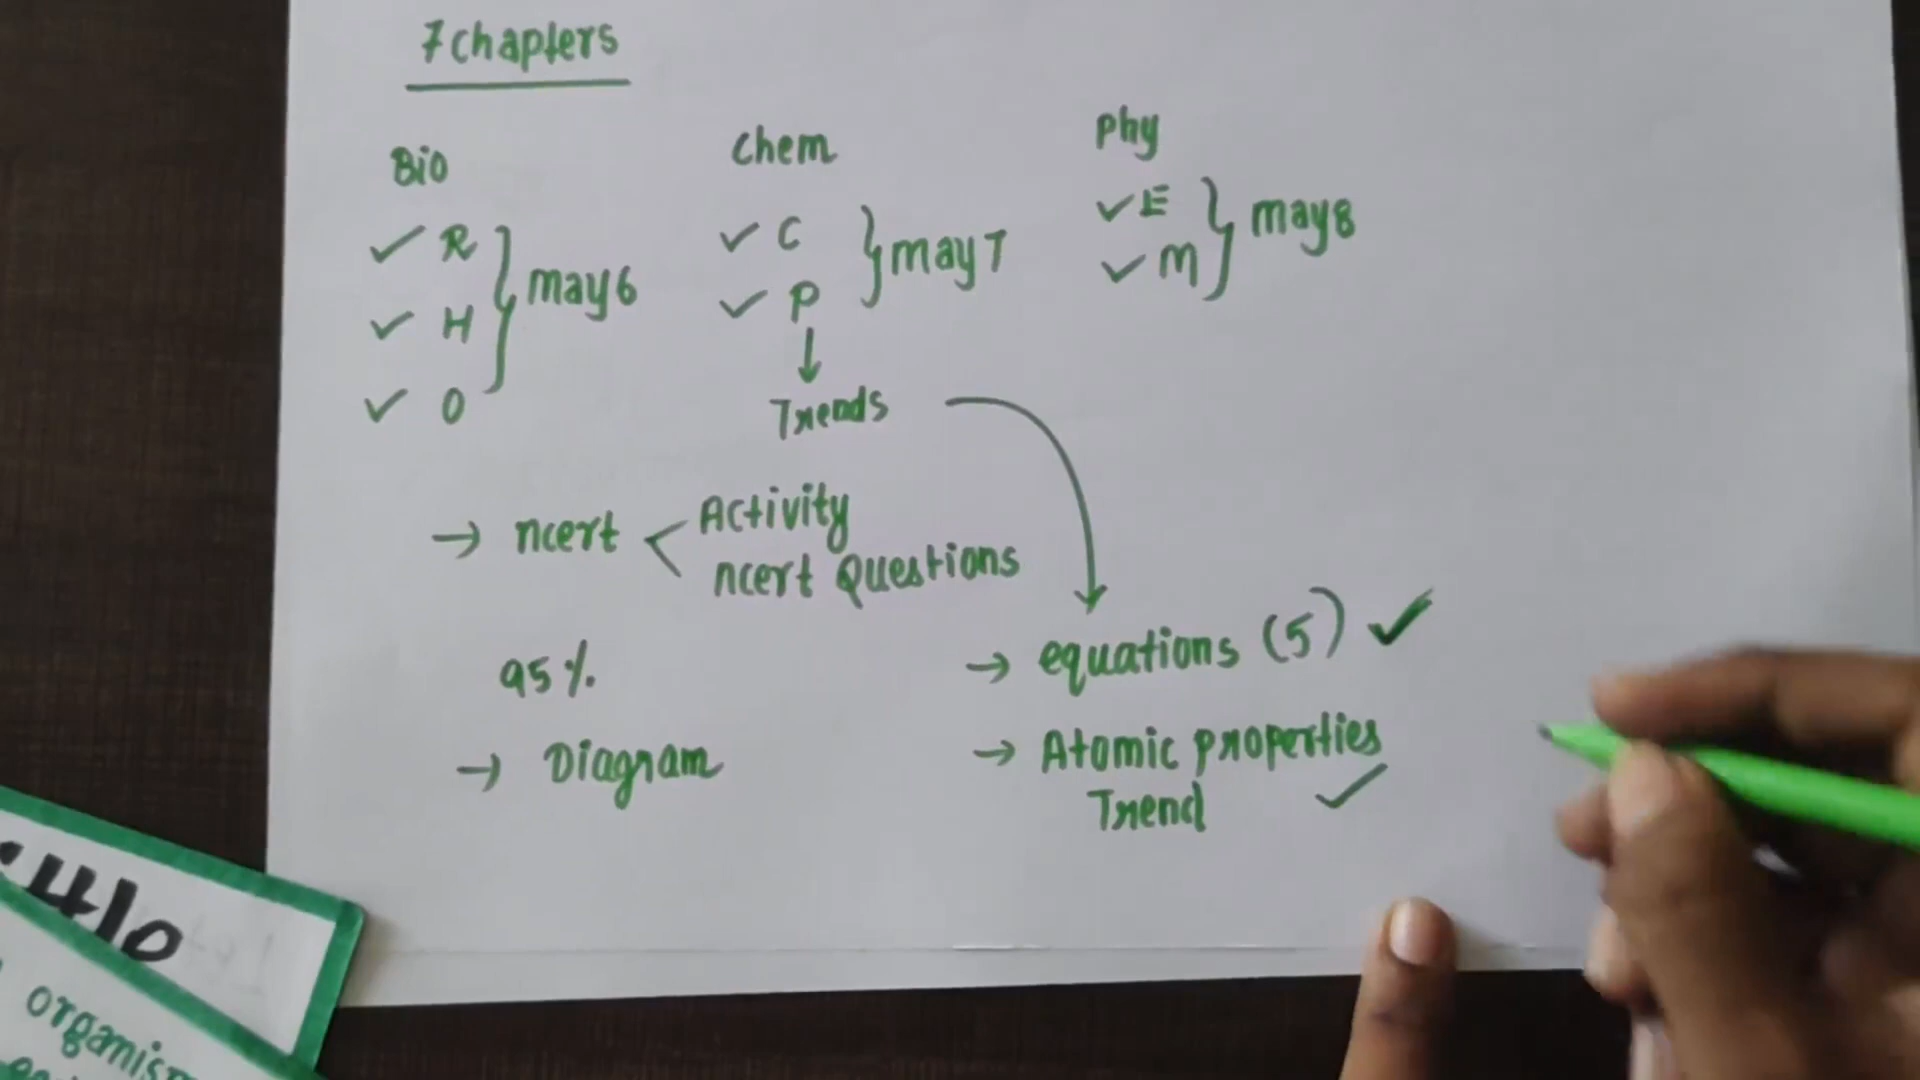 7 chapters
Bio
✓ R
✓ H
✓ O
may 6
Chem
✓ C
✓ P
may 7
Trends
Phy
✓ E
✓ M
may 8
→ ncert < Activity
ncert Questions
95%
→ Diagram
→ equations (5) ✓
→ Atomic properties
Trend ✓
organism